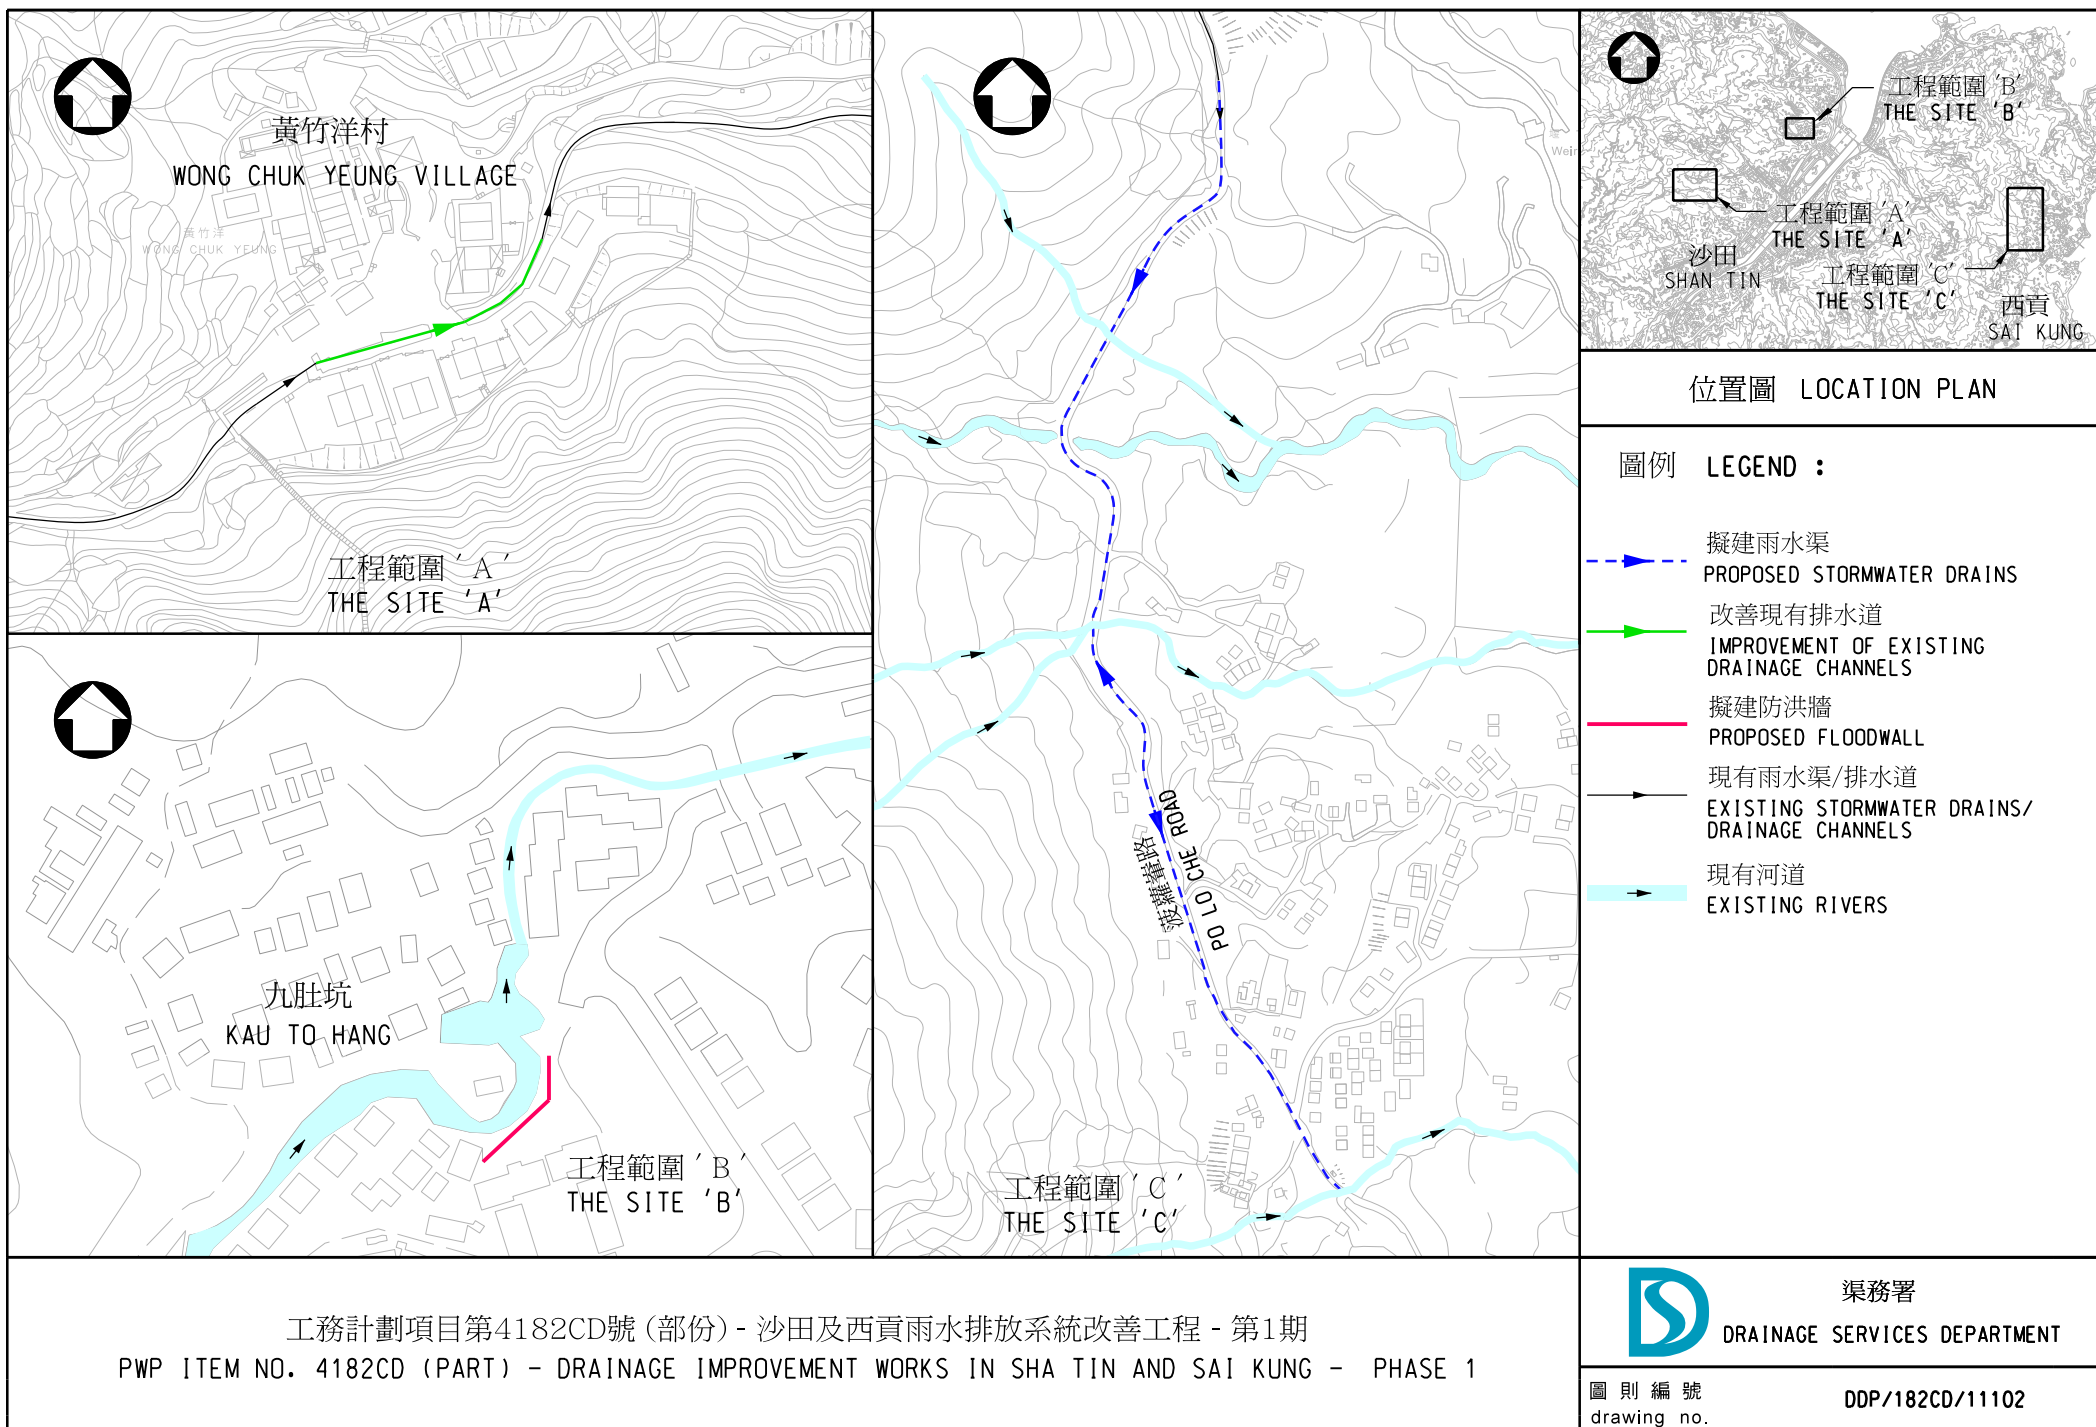 黃竹洋村
WONG CHUK YEUNG VILLAGE
黃竹洋
WONG CHUK YEUNG
工程範圍 'A'
THE SITE 'A'
九肚坑
KAU TO HANG
工程範圍 'B'
THE SITE 'B'
Weir
波羅輋路
PO LO CHE ROAD
工程範圍 'C'
THE SITE 'C'
工程範圍 'B'
THE SITE 'B'
工程範圍 'A'
THE SITE 'A'
沙田
SHAN TIN
工程範圍 'C'
THE SITE 'C'
西貢
SAI KUNG
位置圖 LOCATION PLAN
圖例 LEGEND :
擬建雨水渠
PROPOSED STORMWATER DRAINS
改善現有排水道
IMPROVEMENT OF EXISTING
DRAINAGE CHANNELS
擬建防洪牆
PROPOSED FLOODWALL
現有雨水渠/排水道
EXISTING STORMWATER DRAINS/
DRAINAGE CHANNELS
現有河道
EXISTING RIVERS
工務計劃項目第4182CD號 (部份) - 沙田及西貢雨水排放系統改善工程 - 第1期
PWP ITEM NO. 4182CD (PART) - DRAINAGE IMPROVEMENT WORKS IN SHA TIN AND SAI KUNG - PHASE 1
渠務署
DRAINAGE SERVICES DEPARTMENT
圖則編號
drawing no.
DDP/182CD/11102